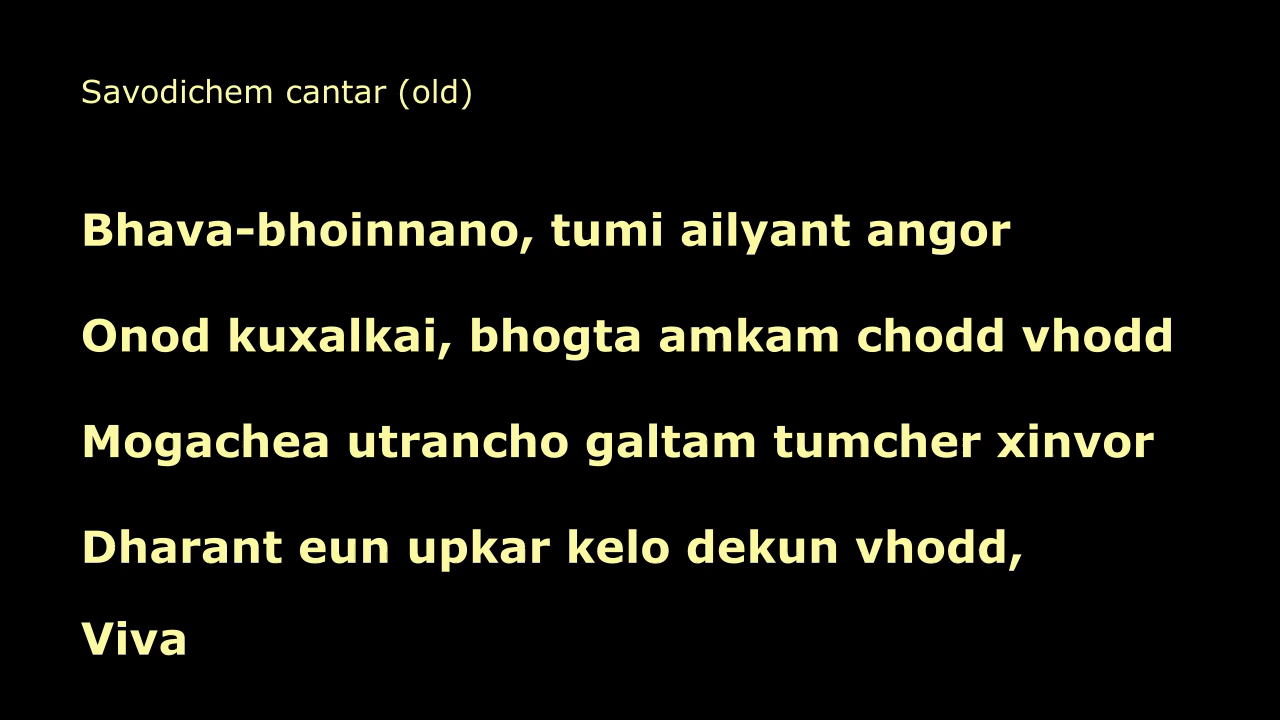 Savodichem cantar (old)
Bhava-bhoinnano, tumi ailyant angor
Onod kuxalkai, bhogta amkam chodd vhodd
Mogachea utrancho galtam tumcher xinvor
Dharant eun upkar kelo dekun vhodd,
Viva